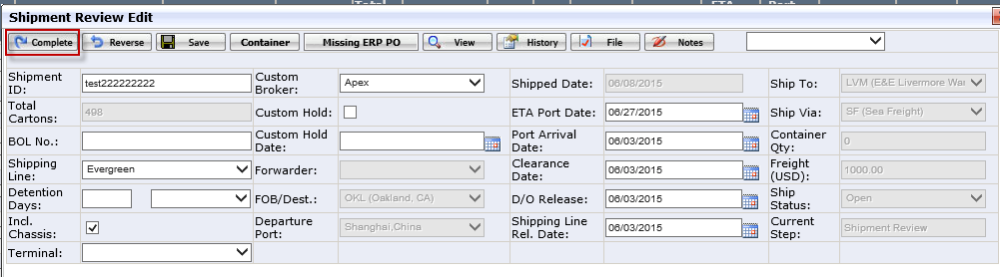 Shipment Review Edit
Complete Reverse Save Container Missing ERP PO View History File Notes
Shipment ID: test222222222 Custom Broker: Apex Shipped Date: 06/08/2015 Ship To: LVM (E&E Livermore War
Total Cartons: 498 Custom Hold: ETA Port Date: 06/27/2015 Ship Via: SF (Sea Freight)
BOL No.: Custom Hold Date: Port Arrival Date: 06/03/2015 Container Qty: 0
Shipping Line: Evergreen Forwarder: Clearance Date: 06/03/2015 Freight (USD): 1000.00
Detention Days: FOB/Dest.: OKL (Oakland, CA) D/O Release: 06/03/2015 Ship Status: Open
Incl. Chassis: Departure Port: Shanghai,China Shipping Line Rel. Date: 06/03/2015 Current Step: Shipment Review
Terminal: